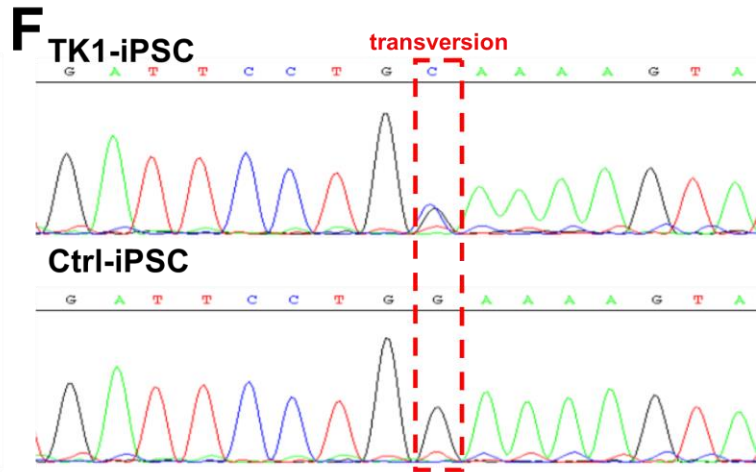 F
TK1-iPSC
transversion
G A T T C C T G C A A A A G T A
Ctrl-iPSC
G A T T C C T G G A A A A G T A